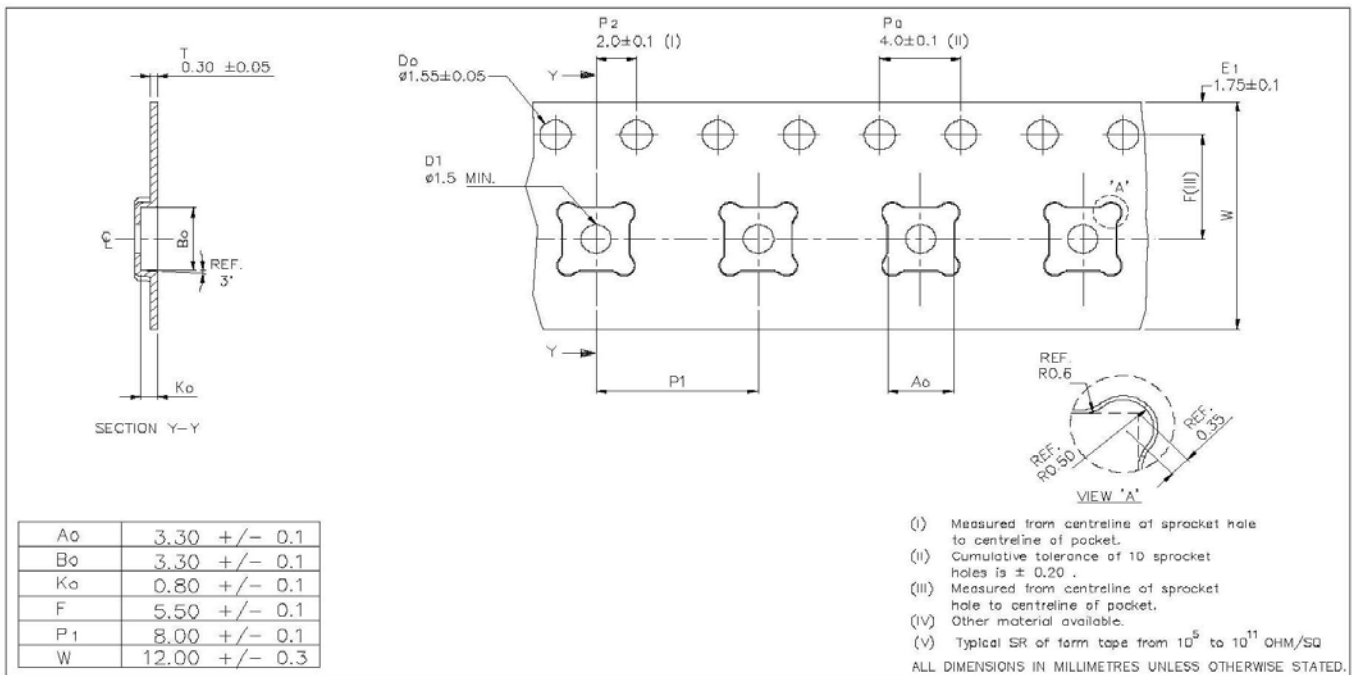 T
0.30 ±0.05
Bo
REF.
3°
Ko
SECTION Y-Y
P2
2.0±0.1 (I)
Po
4.0±0.1 (II)
Do
ø1.55±0.05
Y
E1
1.75±0.1
D1
ø1.5 MIN.
'A'
F(III)
W
Y
P1
Ao
REF.
R0.6
REF.
0.35
REF.
R0.50
VIEW 'A'
Ao 3.30 +/- 0.1
Bo 3.30 +/- 0.1
Ko 0.80 +/- 0.1
F 5.50 +/- 0.1
P1 8.00 +/- 0.1
W 12.00 +/- 0.3
(I) Measured from centreline of sprocket hole
to centreline of pocket.
(II) Cumulative tolerance of 10 sprocket
holes is ± 0.20 .
(III) Measured from centreline of sprocket
hole to centreline of pocket.
(IV) Other material available.
(V) Typical SR of form tape from 10⁵ to 10¹¹ OHM/SQ
ALL DIMENSIONS IN MILLIMETRES UNLESS OTHERWISE STATED.